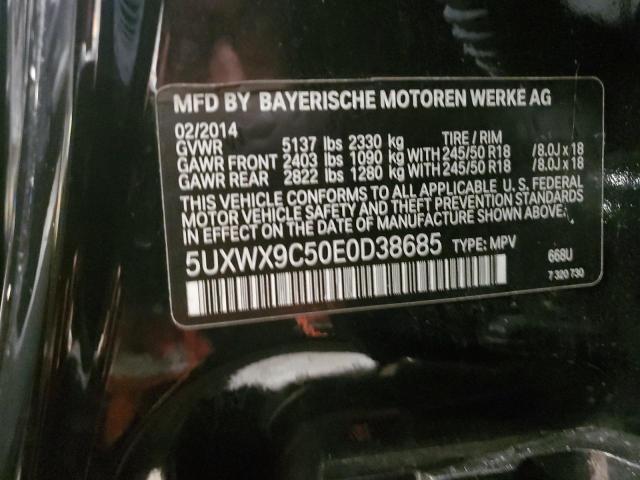 MFD BY BAYERISCHE MOTOREN WERKE AG
02/2014 TIRE / RIM
GVWR 5137 lbs 2330 kg
GAWR FRONT 2403 lbs 1090 kg WITH 245/50 R18 /8.0J x 18
GAWR REAR 2822 lbs 1280 kg WITH 245/50 R18 /8.0J x 18
THIS VEHICLE CONFORMS TO ALL APPLICABLE U.S. FEDERAL
MOTOR VEHICLE SAFETY AND THEFT PREVENTION STANDARDS
IN EFFECT ON THE DATE OF MANUFACTURE SHOWN ABOVE.
5UXWX9C50E0D38685 TYPE: MPV
668U
7 320 730